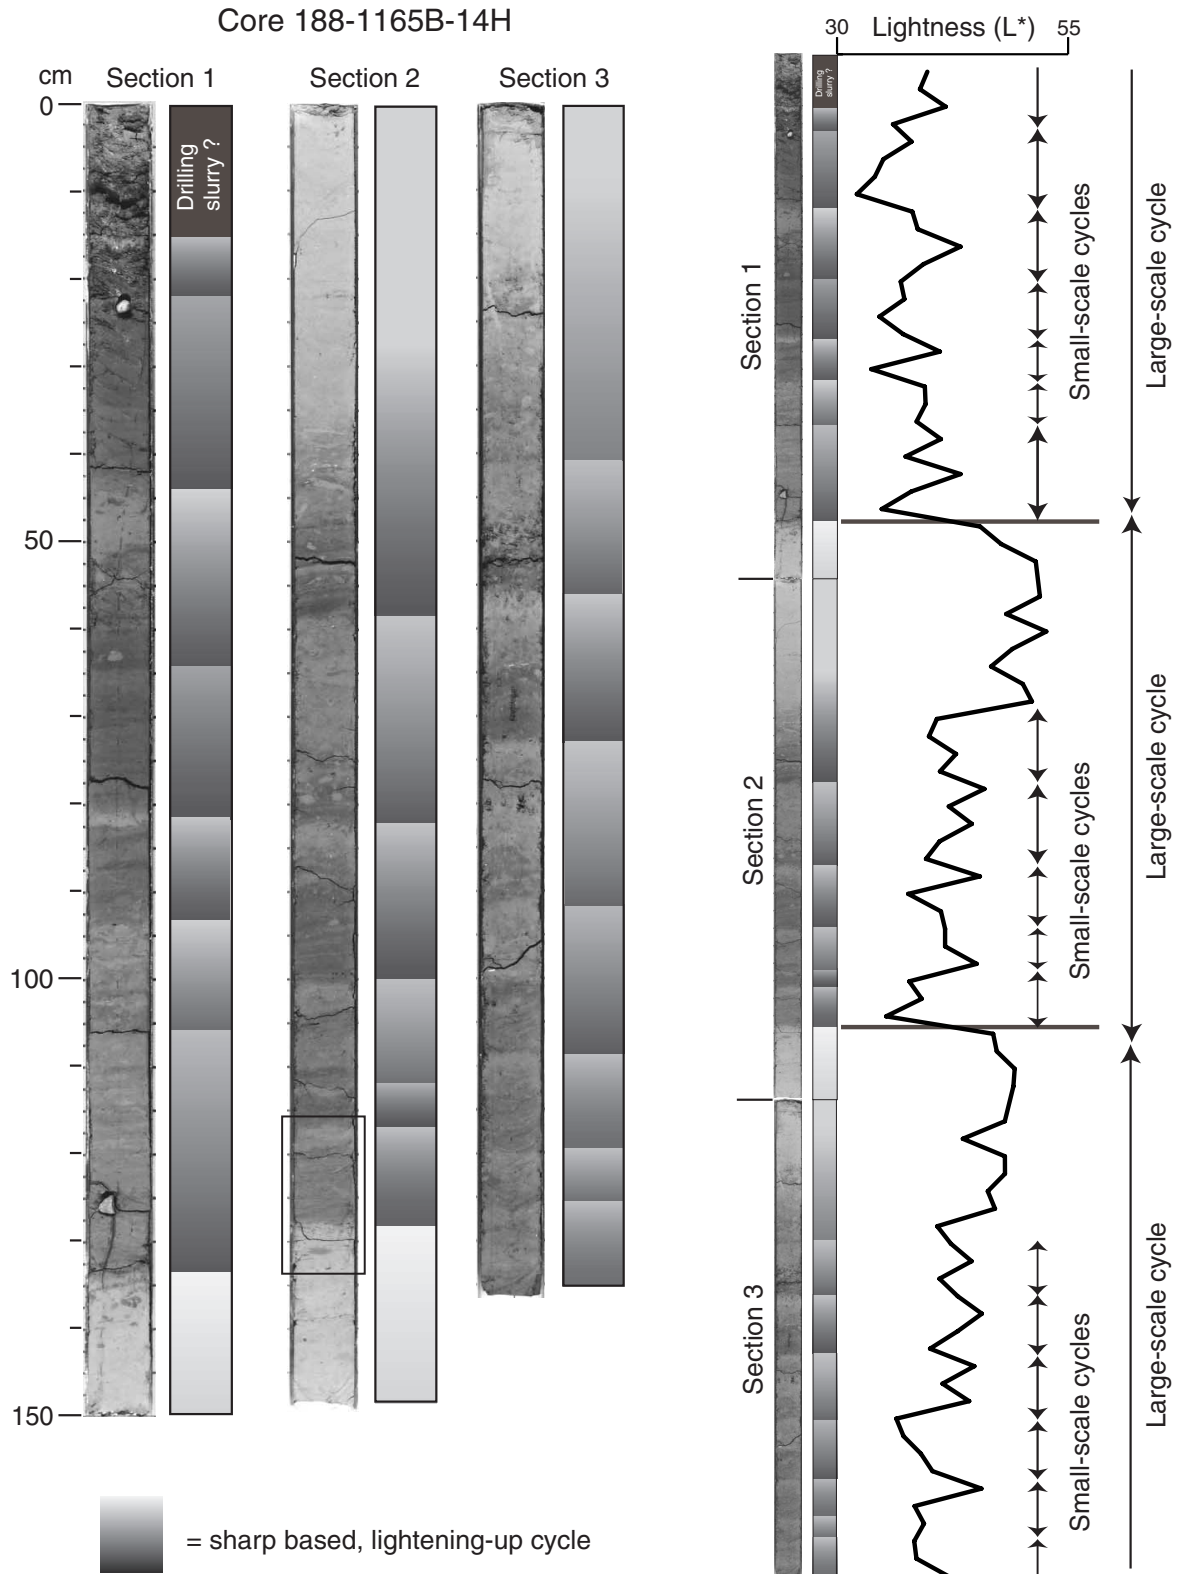 Core 188-1165B-14H
cm
Section 1
Section 2
Section 3
0
50
100
150
Drilling
slurry ?
= sharp based, lightening-up cycle
30
Lightness (L*)
55
Drilling
slurry ?
Section 1
Section 2
Section 3
Small-scale cycles
Small-scale cycles
Small-scale cycles
Large-scale cycle
Large-scale cycle
Large-scale cycle